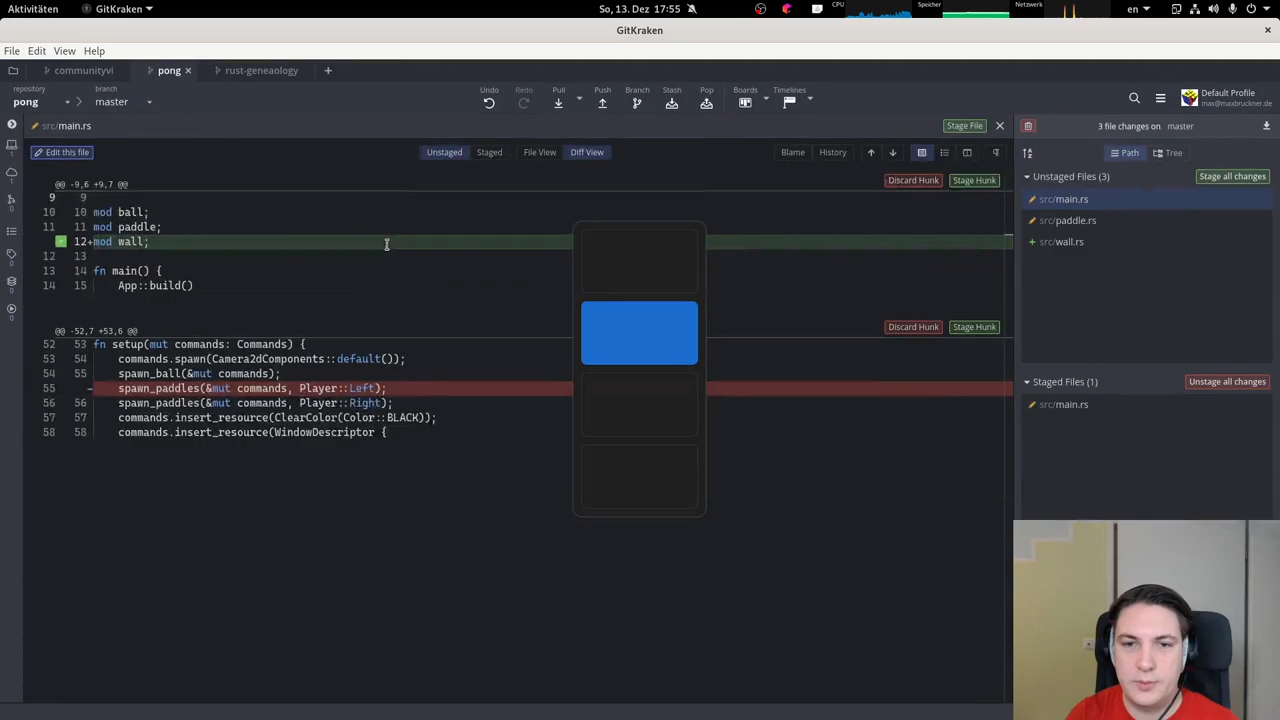 Aktivitäten GitKraken So, 13. Dez 17:55 CPU Speicher Netzwerk en
GitKraken
File Edit View Help
communityvi pong rust-geneaology
repository
pong
branch
master
Undo Redo Pull Push Branch Stash Pop Boards Timelines
Default Profile
max@maxbruckner.de
src/main.rs Stage File
Edit this file Unstaged Staged File View Diff View Blame History
@@ -9,6 +9,7 @@ Discard Hunk Stage Hunk
9 9
10 10 mod ball;
11 11 mod paddle;
12+mod wall;
12 13
13 14 fn main() {
14 15 App::build()
@@ -52,7 +53,6 @@ Discard Hunk Stage Hunk
52 53 fn setup(mut commands: Commands) {
53 54 commands.spawn(Camera2dComponents::default());
54 55 spawn_ball(&mut commands);
55 - spawn_paddles(&mut commands, Player::Left);
56 56 spawn_paddles(&mut commands, Player::Right);
57 57 commands.insert_resource(ClearColor(Color::BLACK));
58 58 commands.insert_resource(WindowDescriptor {
3 file changes on master
Path Tree
Unstaged Files (3) Stage all changes
src/main.rs
src/paddle.rs
src/wall.rs
Staged Files (1) Unstage all changes
src/main.rs